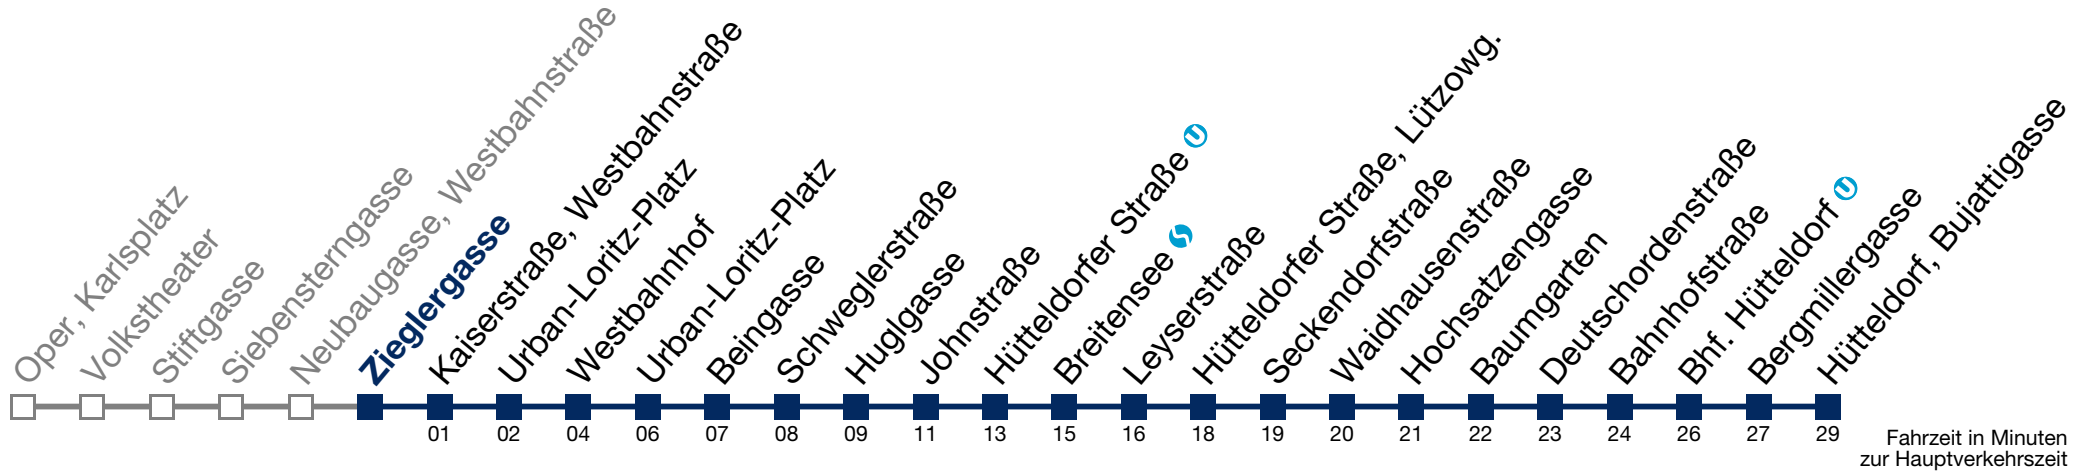 Oper, Karlsplatz
Volkstheater
Stiftgasse
Siebensterngasse
Neubaugasse, Westbahnstraße
Zieglergasse
Kaiserstraße, Westbahnstraße
Urban-Loritz-Platz
Westbahnhof
Urban-Loritz-Platz
Beingasse
Schweglerstraße
Huglgasse
Johnstraße
Hütteldorfer Straße U
Breitensee S
Leyserstraße
Hütteldorfer Straße, Lützowg.
Seckendorfstraße
Waidhausenstraße
Hochsatzengasse
Baumgarten
Deutschordenstraße
Bahnhofstraße
Bhf. Hütteldorf U
Bergmillergasse
Hütteldorf, Bujattigasse
01 02 04 06 07 08 09 11 13 15 16 18 19 20 21 22 23 24 26 27 29
Fahrzeit in Minuten
zur Hauptverkehrszeit